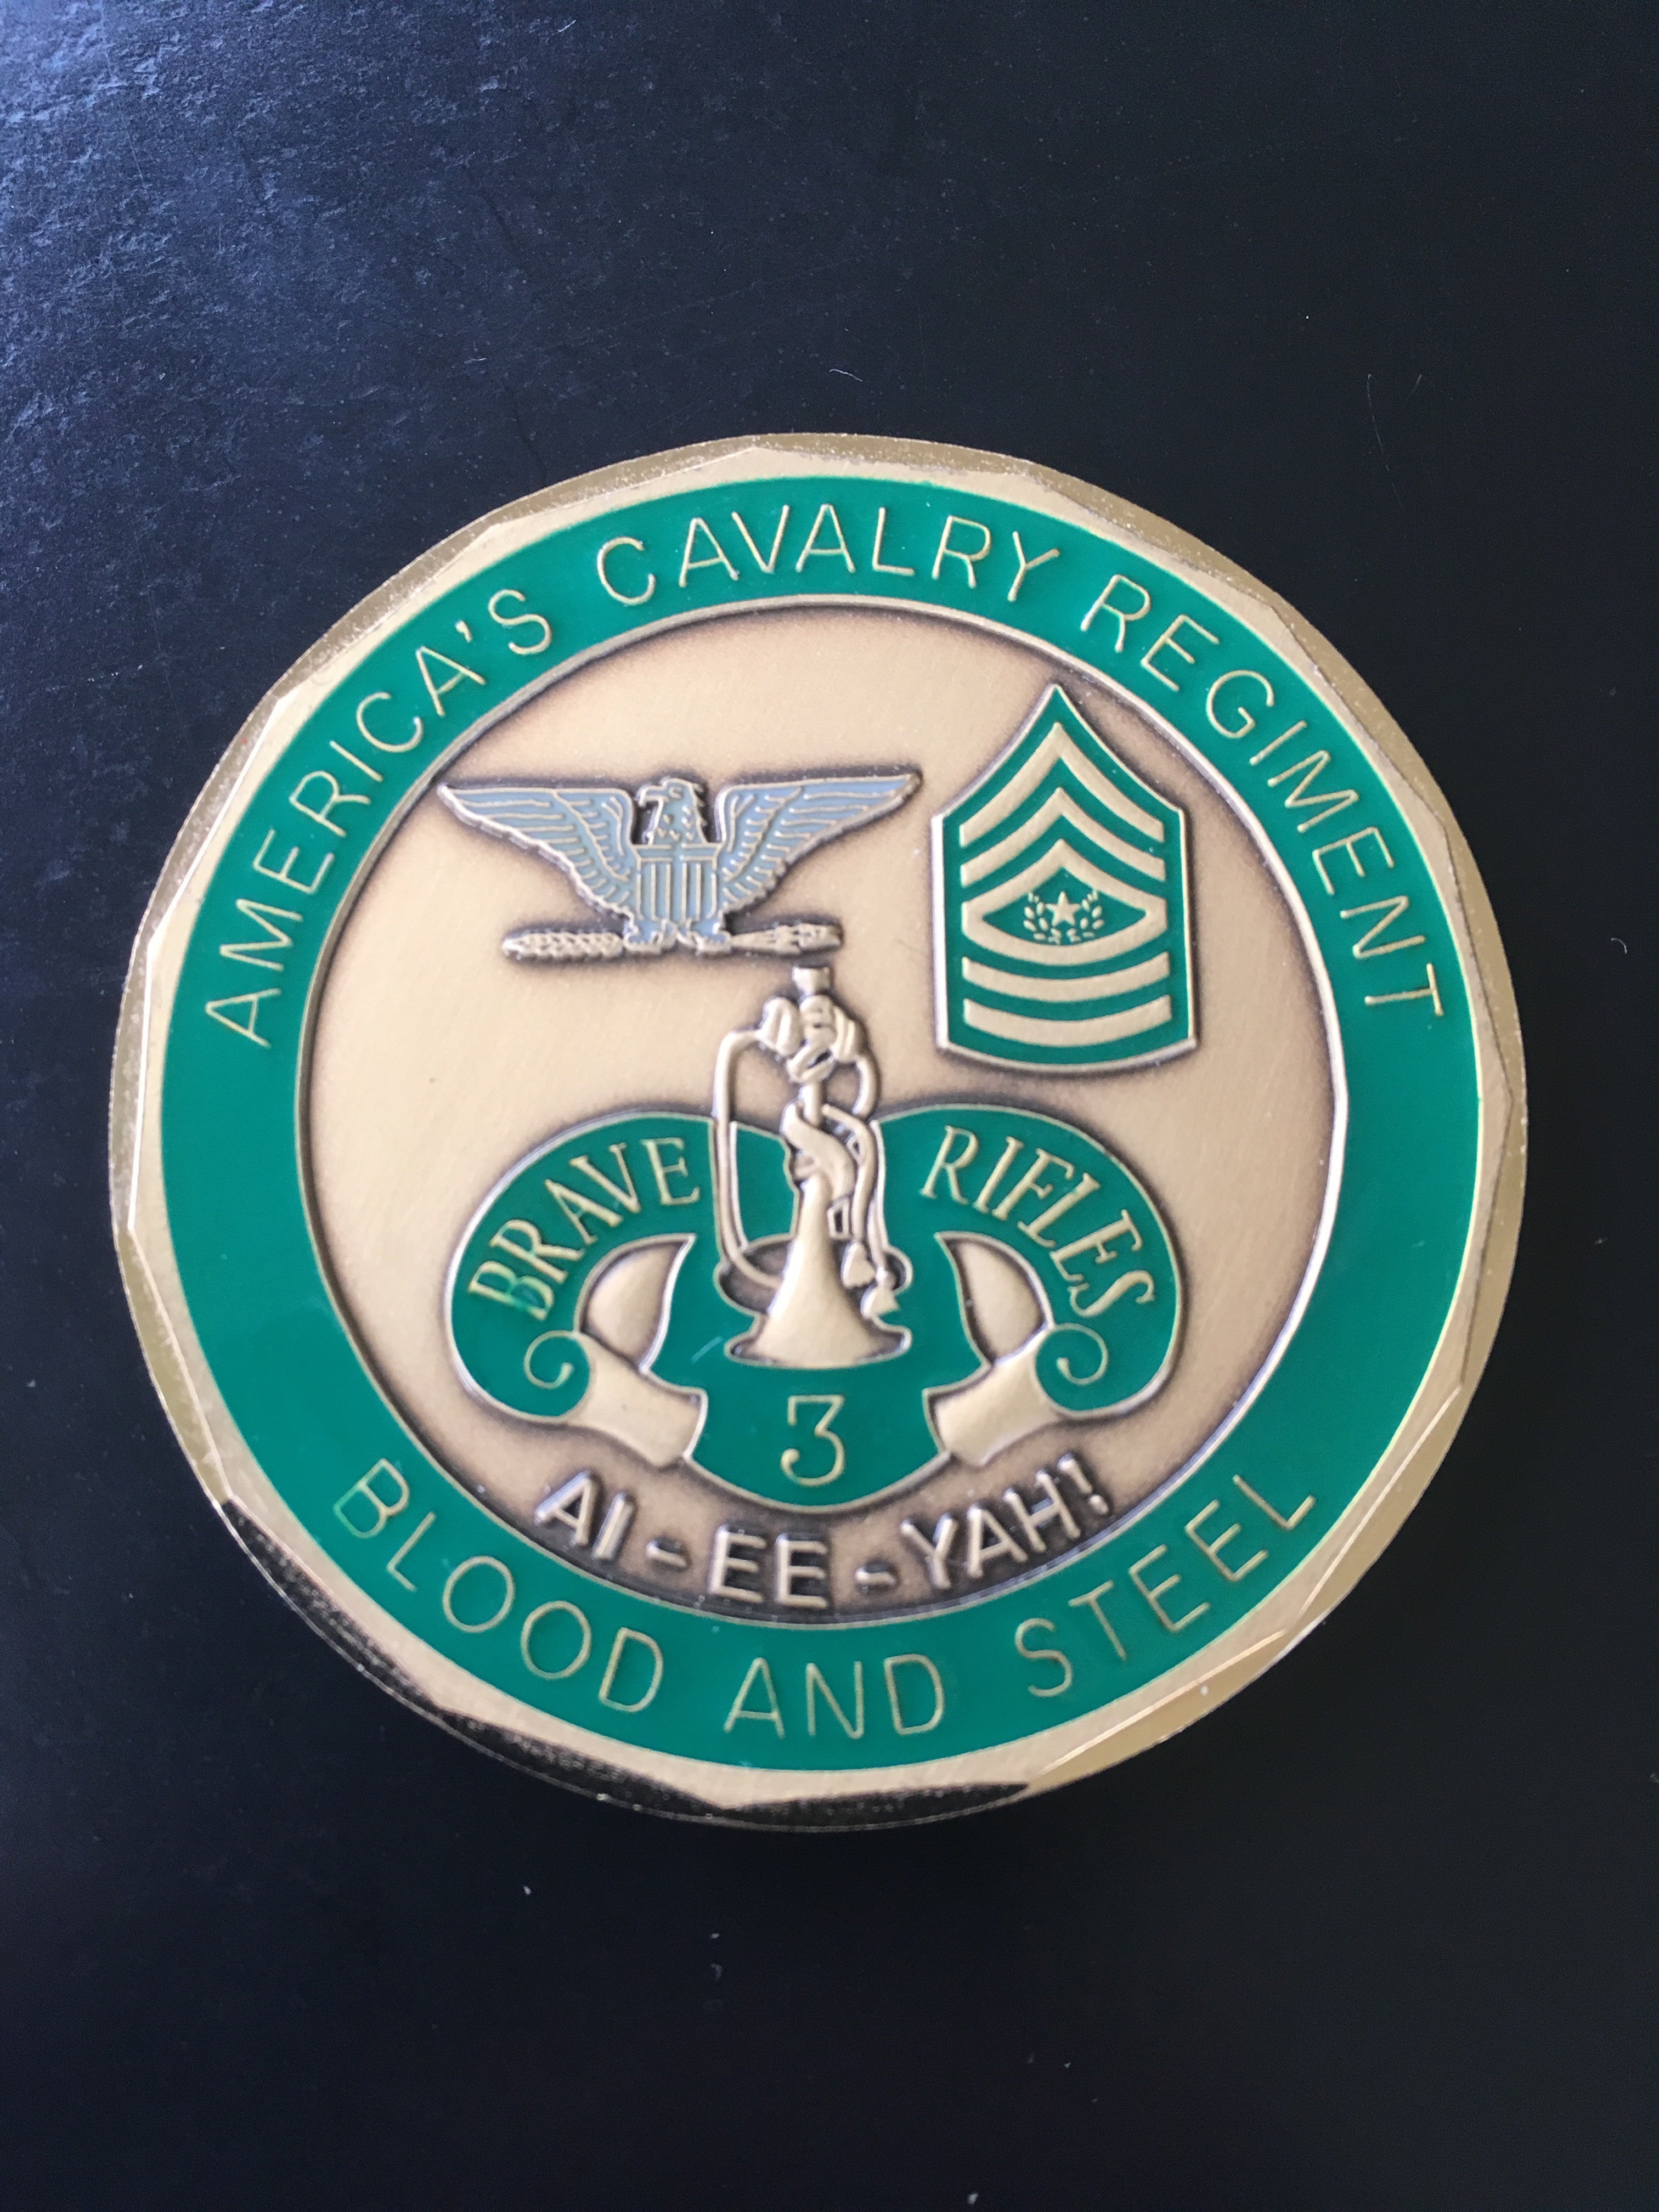 AMERICA'S CAVALRY REGIMENT
BRAVE RIFLES
3
AI-EE-YAH!
BLOOD AND STEEL